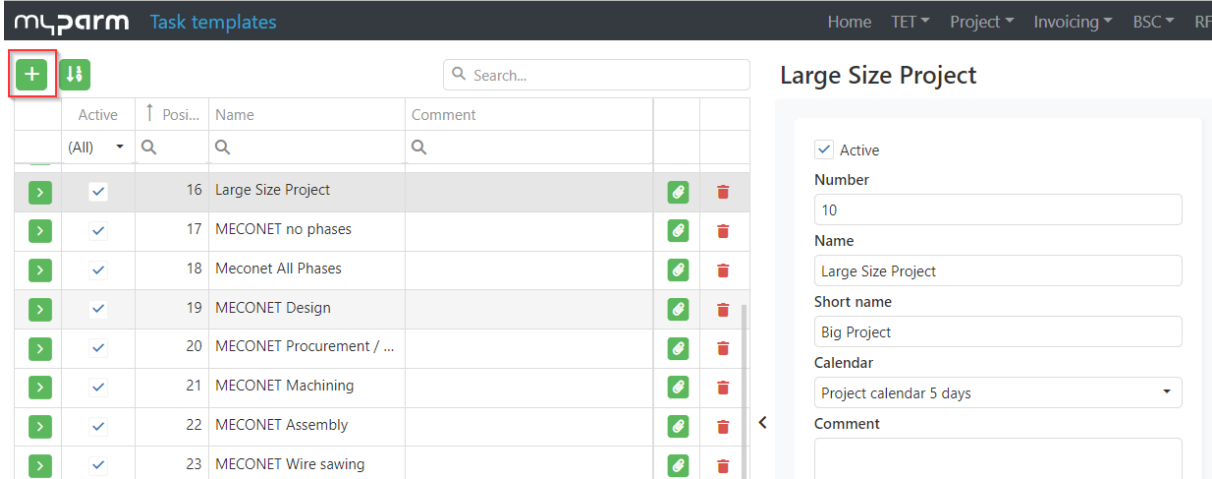 myparm Task templates Home TET Project Invoicing BSC RF
Search...
Large Size Project
Active Posi... Name Comment
(All)
Active
16 Large Size Project
Number
10
17 MECONET no phases
Name
18 Meconet All Phases
Large Size Project
Short name
19 MECONET Design
Big Project
20 MECONET Procurement / ...
Calendar
21 MECONET Machining
Project calendar 5 days
22 MECONET Assembly
Comment
23 MECONET Wire sawing